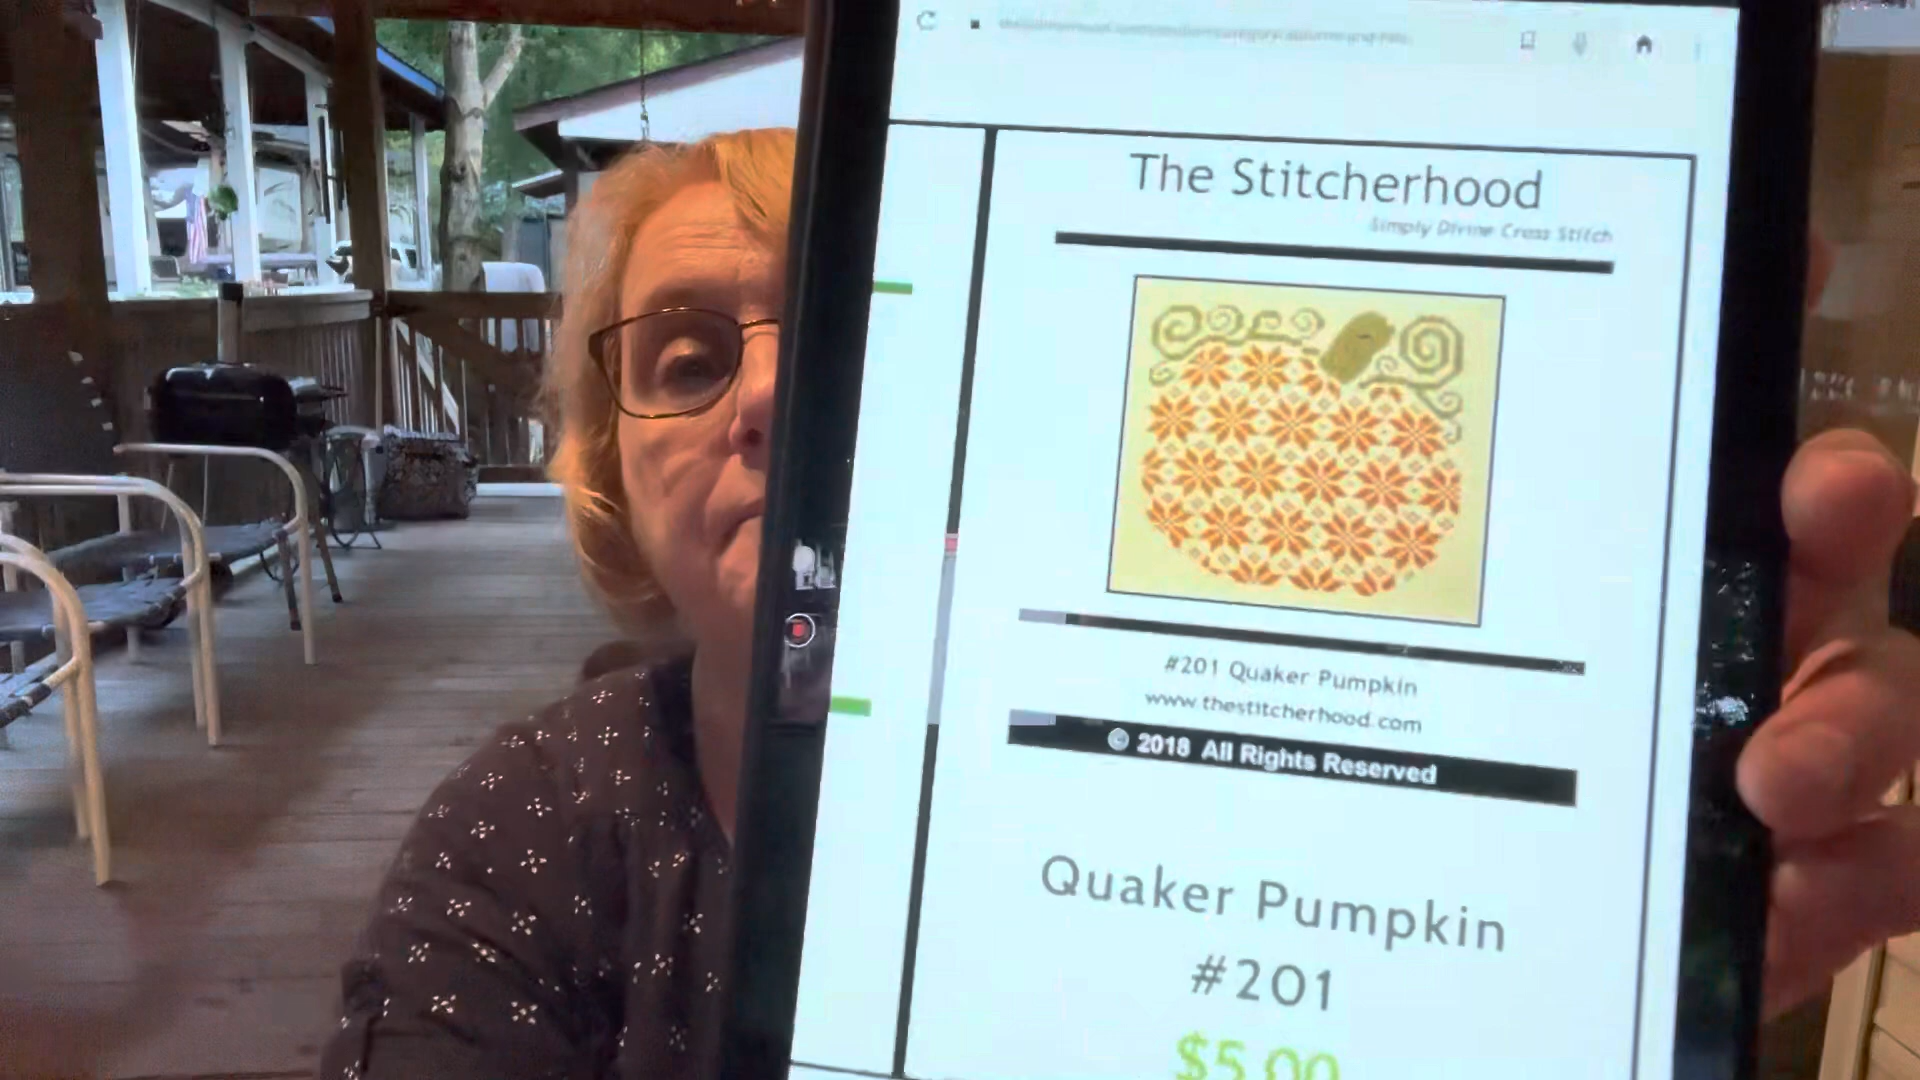 The Stitcherhood
Simply Divine Cross Stitch
#201 Quaker Pumpkin
www.thestitcherhood.com
© 2018 All Rights Reserved
Quaker Pumpkin
#201
$5.00